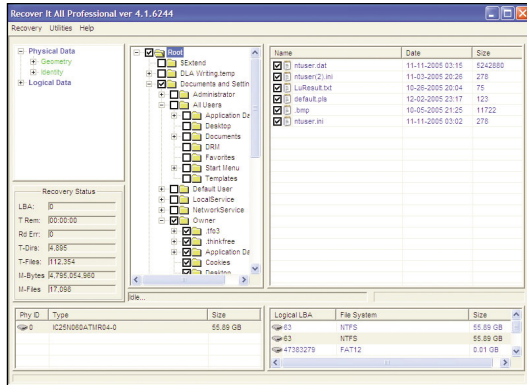 Recover It All Professional ver 4.1.6244
Recovery Utilities Help
Physical Data
Geometry
Identity
Logical Data
Root
$Extend
DLA Writing.temp
Documents and Settin
Administrator
All Users
Application Da
Desktop
Documents
DRM
Favorites
Start Menu
Templates
Default User
LocalService
NetworkService
Owner
.tfo3
.thinkfree
Application Da
Cookies
Desktop
Name Date Size
ntuser.dat 11-11-2005 03:15 5242880
ntuser(2).ini 11-03-2005 20:26 278
LuResult.txt 10-26-2005 20:04 75
default.pls 12-02-2005 23:17 123
.bmp 10-05-2005 21:25 11722
ntuser.ini 11-11-2005 03:02 278
Recovery Status
LBA: 0
T Rem: 00:00:00
Rd Err: 0
T-Dirs: 4,895
T-Files: 112,354
M-Bytes 4,795,054,960
M-Files 17,098
Idle...
Phy ID Type Size
0 IC25N060ATMR04-0 55.89 GB
Logical LBA File System Size
63 NTFS 55.89 GB
63 NTFS 55.89 GB
47383279 FAT12 0.01 GB